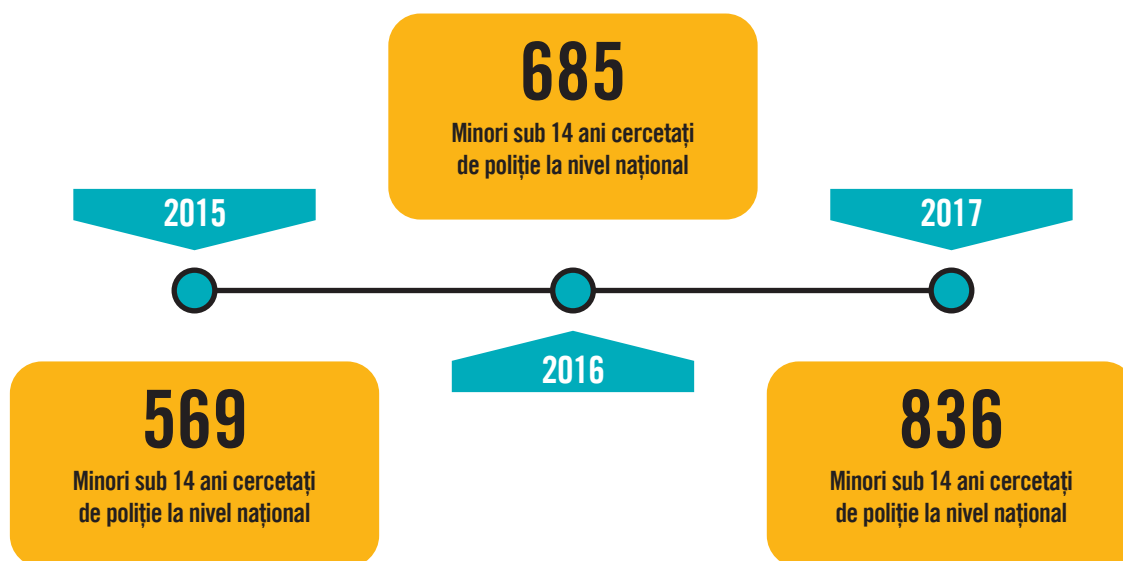 685
Minori sub 14 ani cercetați
de poliție la nivel național
2015
2017
2016
569
Minori sub 14 ani cercetați
de poliție la nivel național
836
Minori sub 14 ani cercetați
de poliție la nivel național